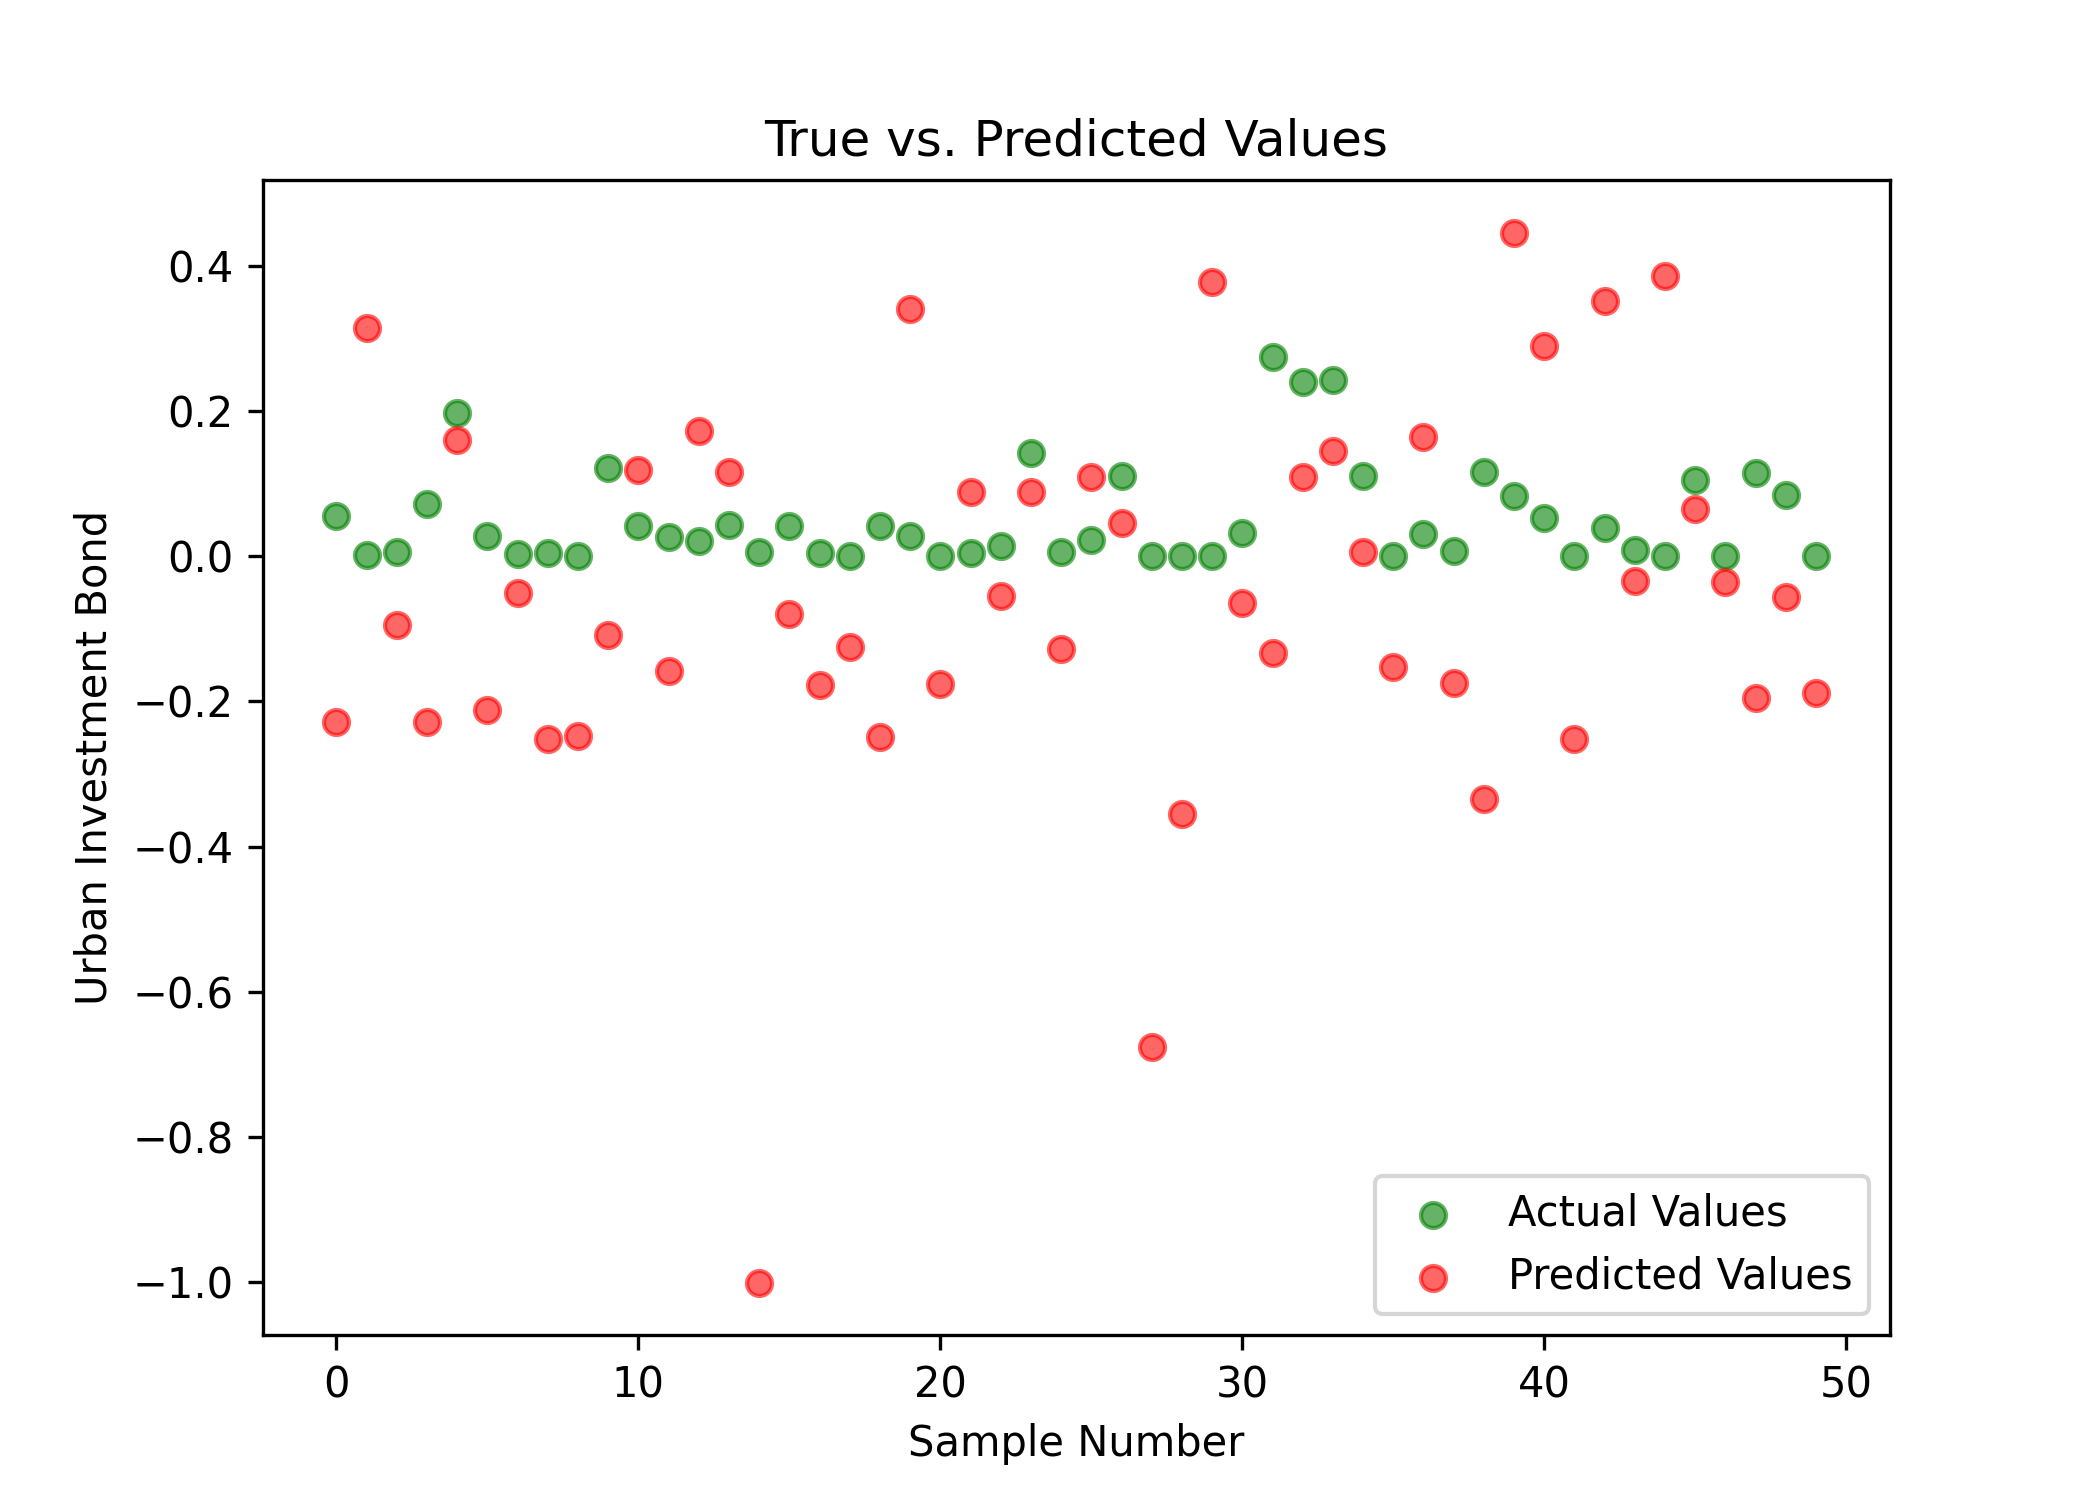 True vs. Predicted Values
Urban Investment Bond
0.4
0.2
0.0
−0.2
−0.4
−0.6
−0.8
−1.0
Actual Values
Predicted Values
0 10 20 30 40 50
Sample Number